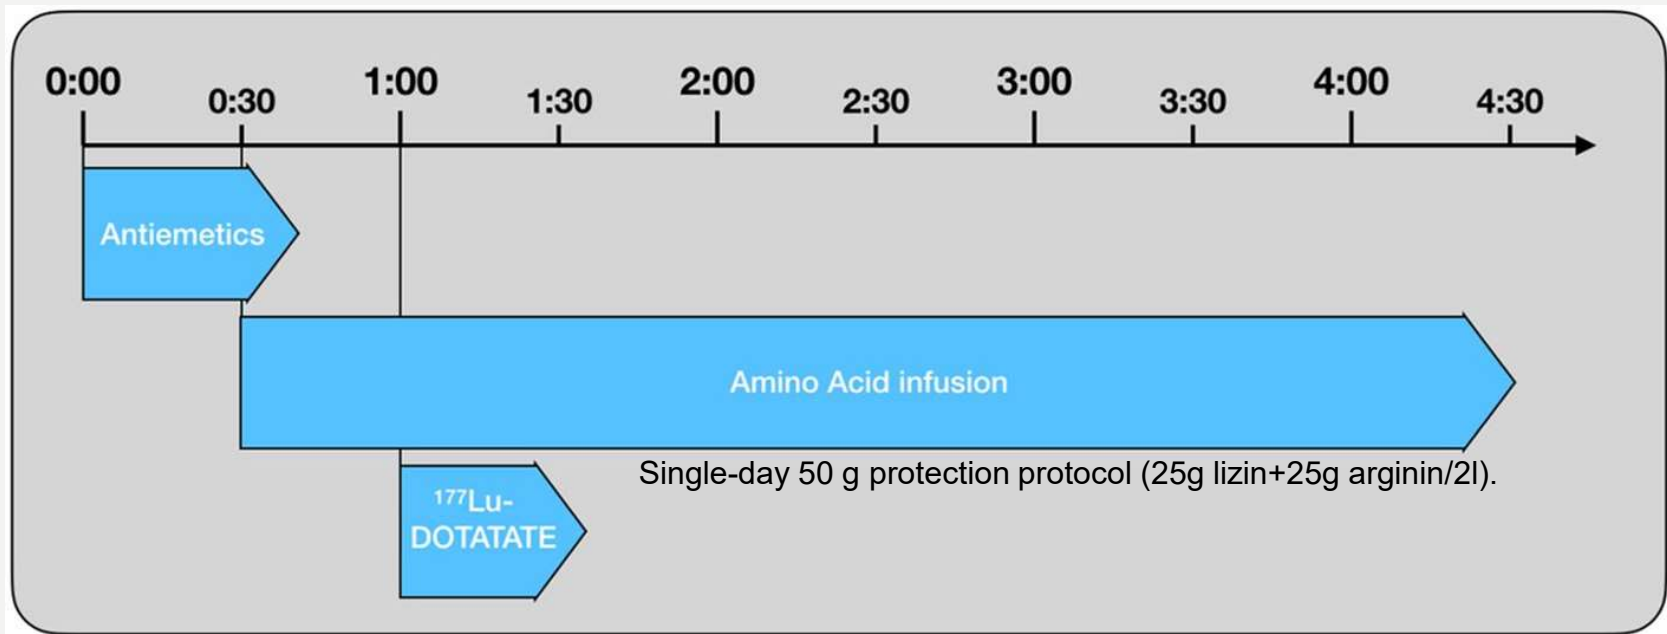 0:00 0:30 1:00 1:30 2:00 2:30 3:00 3:30 4:00 4:30
Antiemetics
Amino Acid infusion
Single-day 50 g protection protocol (25g lizin+25g arginin/2l).
¹⁷⁷Lu-
DOTATATE